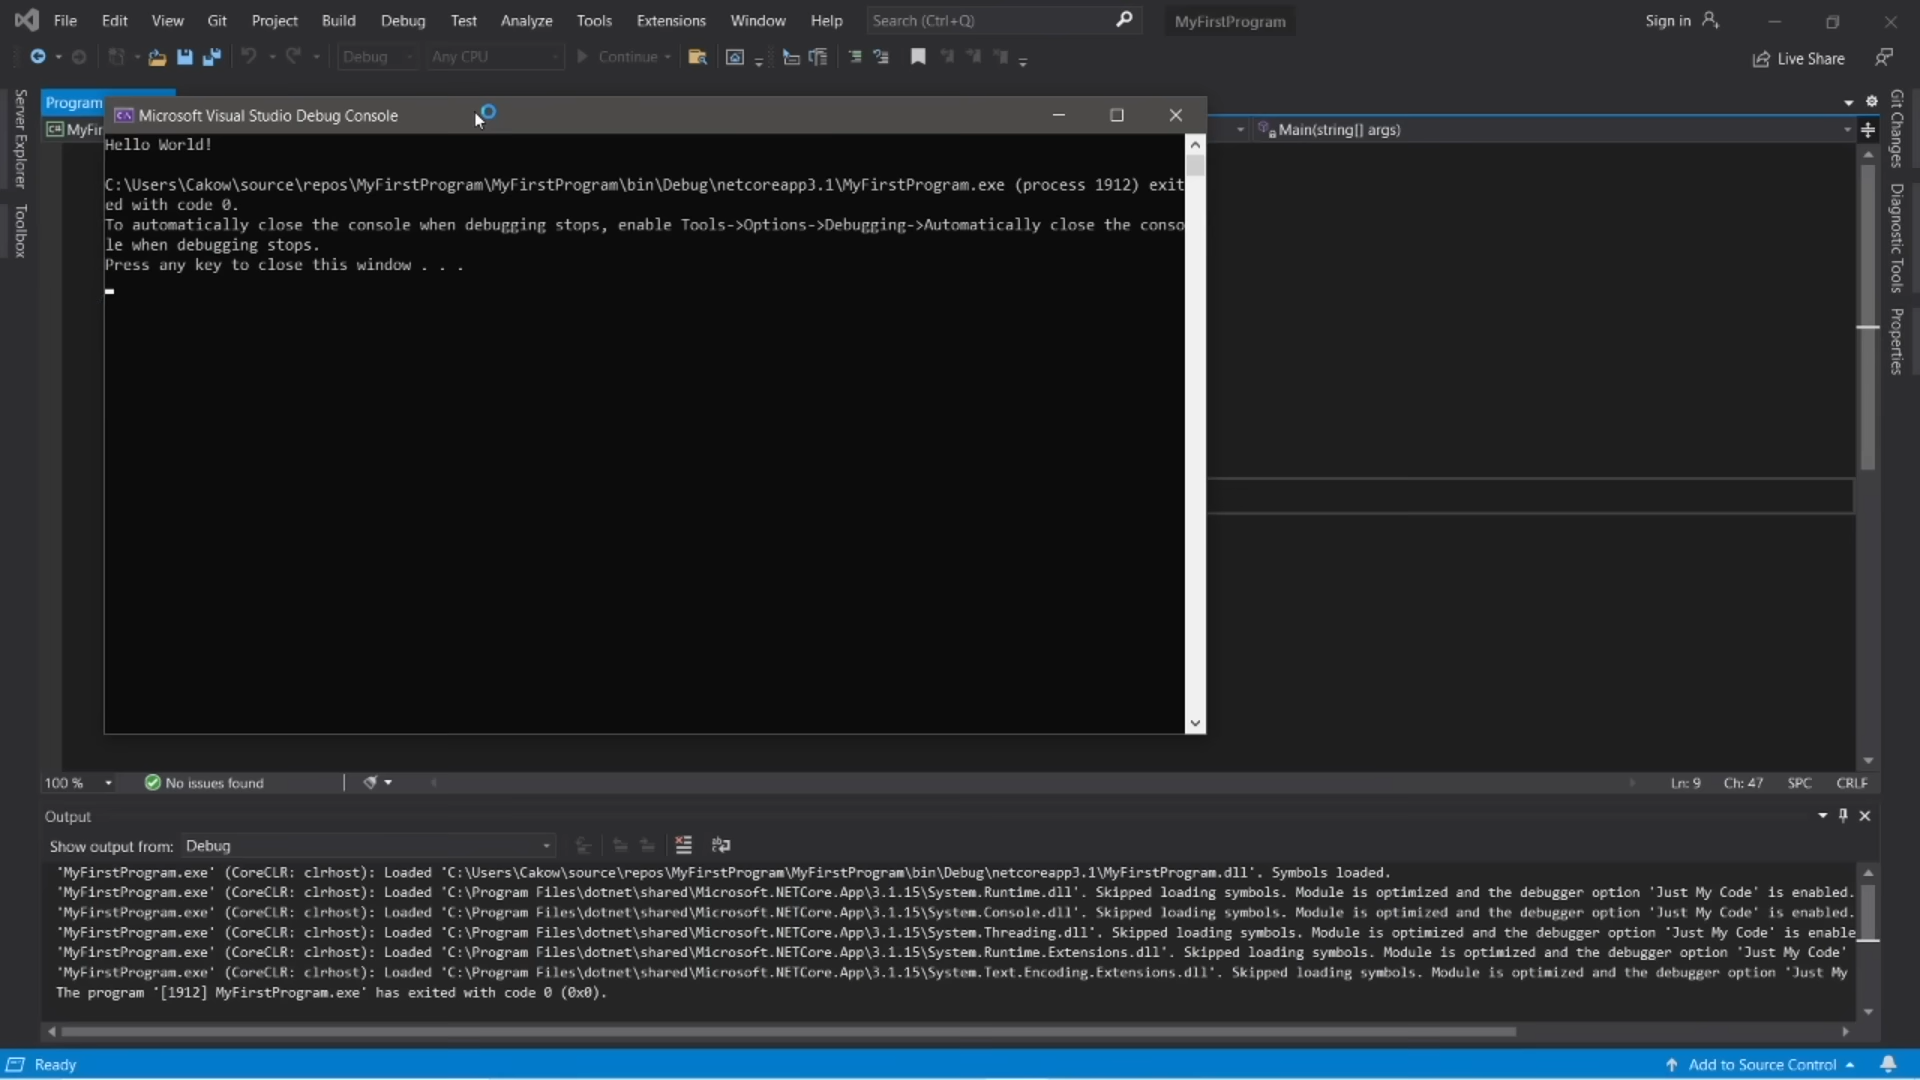 File Edit View Git Project Build Debug Test Analyze Tools Extensions Window Help Search (Ctrl+Q) MyFirstProgram Sign in
Debug Any CPU Continue Live Share
Server Explorer
Toolbox
Program
MyFir
Main(string[] args)
Git Changes
Diagnostic Tools
Properties
Microsoft Visual Studio Debug Console
Hello World!
C:\Users\Cakow\source\repos\MyFirstProgram\MyFirstProgram\bin\Debug\netcoreapp3.1\MyFirstProgram.exe (process 1912) exit
ed with code 0.
To automatically close the console when debugging stops, enable Tools->Options->Debugging->Automatically close the conso
le when debugging stops.
Press any key to close this window . . .
100 % No issues found Ln: 9 Ch: 47 SPC CRLF
Output
Show output from: Debug
'MyFirstProgram.exe' (CoreCLR: clrhost): Loaded 'C:\Users\Cakow\source\repos\MyFirstProgram\MyFirstProgram\bin\Debug\netcoreapp3.1\MyFirstProgram.dll'. Symbols loaded.
'MyFirstProgram.exe' (CoreCLR: clrhost): Loaded 'C:\Program Files\dotnet\shared\Microsoft.NETCore.App\3.1.15\System.Runtime.dll'. Skipped loading symbols. Module is optimized and the debugger option 'Just My Code' is enabled.
'MyFirstProgram.exe' (CoreCLR: clrhost): Loaded 'C:\Program Files\dotnet\shared\Microsoft.NETCore.App\3.1.15\System.Console.dll'. Skipped loading symbols. Module is optimized and the debugger option 'Just My Code' is enabled.
'MyFirstProgram.exe' (CoreCLR: clrhost): Loaded 'C:\Program Files\dotnet\shared\Microsoft.NETCore.App\3.1.15\System.Threading.dll'. Skipped loading symbols. Module is optimized and the debugger option 'Just My Code' is enable
'MyFirstProgram.exe' (CoreCLR: clrhost): Loaded 'C:\Program Files\dotnet\shared\Microsoft.NETCore.App\3.1.15\System.Runtime.Extensions.dll'. Skipped loading symbols. Module is optimized and the debugger option 'Just My Code'
'MyFirstProgram.exe' (CoreCLR: clrhost): Loaded 'C:\Program Files\dotnet\shared\Microsoft.NETCore.App\3.1.15\System.Text.Encoding.Extensions.dll'. Skipped loading symbols. Module is optimized and the debugger option 'Just My
The program '[1912] MyFirstProgram.exe' has exited with code 0 (0x0).
Ready Add to Source Control